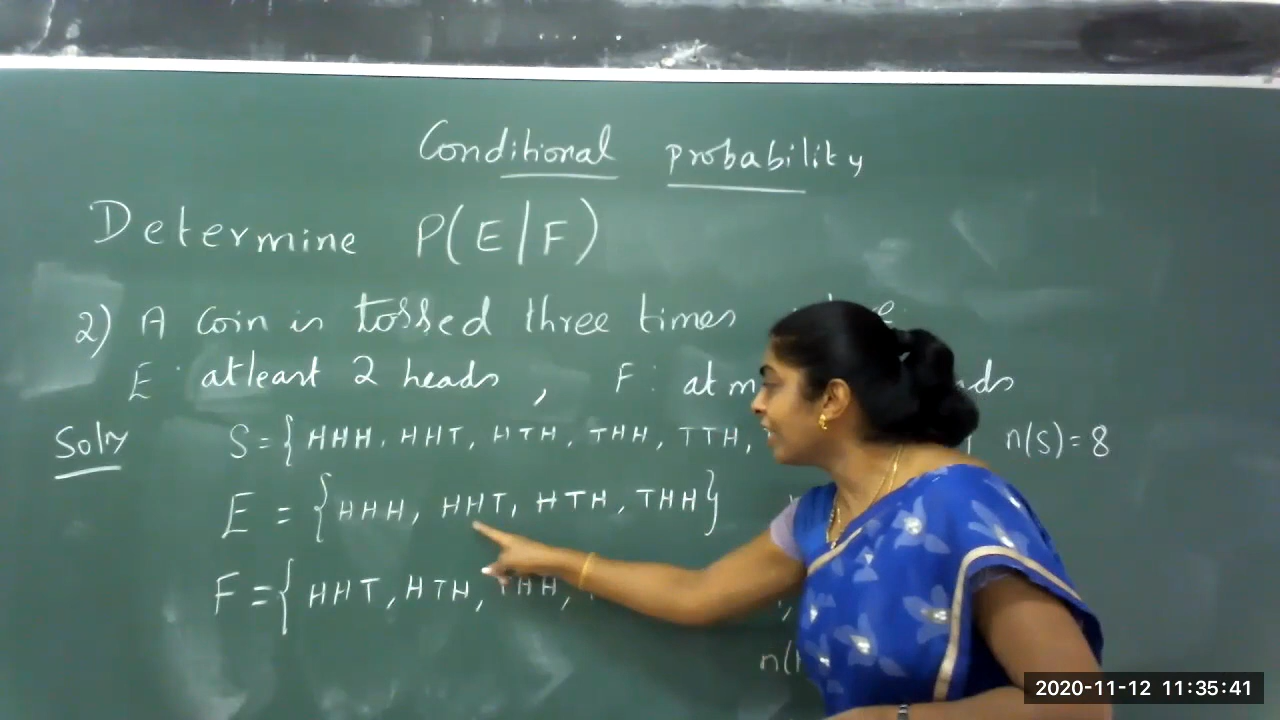 Conditional probability
Determine P(E/F)
2) A coin is tossed three times
E: atleast 2 heads, F: at m
Soln S={HHH, HHT, HTH, THH, TTH, n(S)=8
E = {HHH, HHT, HTH, THH}
F={HHT, HTH, THH,
n(
2020-11-12 11:35:41